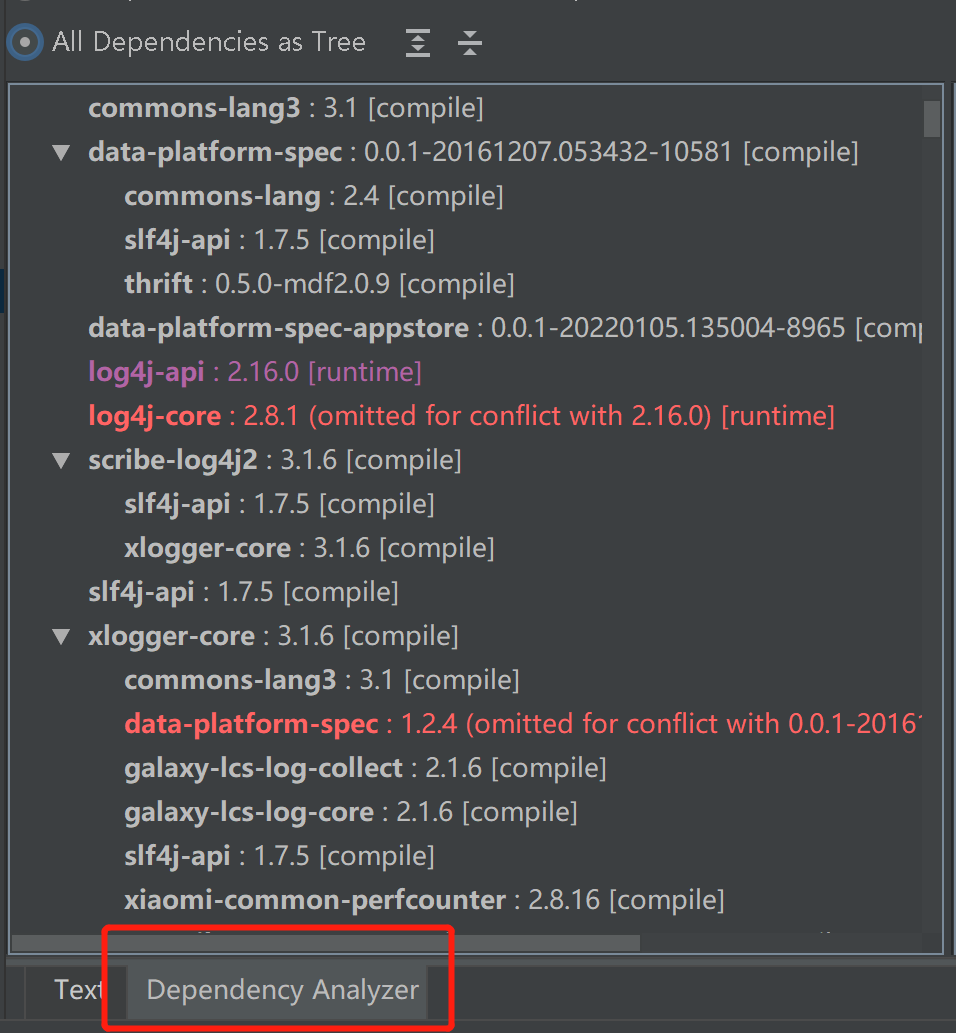 All Dependencies as Tree
commons-lang3 : 3.1 [compile]
data-platform-spec : 0.0.1-20161207.053432-10581 [compile]
commons-lang : 2.4 [compile]
slf4j-api : 1.7.5 [compile]
thrift : 0.5.0-mdf2.0.9 [compile]
data-platform-spec-appstore : 0.0.1-20220105.135004-8965 [comp
log4j-api : 2.16.0 [runtime]
log4j-core : 2.8.1 (omitted for conflict with 2.16.0) [runtime]
scribe-log4j2 : 3.1.6 [compile]
slf4j-api : 1.7.5 [compile]
xlogger-core : 3.1.6 [compile]
slf4j-api : 1.7.5 [compile]
xlogger-core : 3.1.6 [compile]
commons-lang3 : 3.1 [compile]
data-platform-spec : 1.2.4 (omitted for conflict with 0.0.1-2016
galaxy-lcs-log-collect : 2.1.6 [compile]
galaxy-lcs-log-core : 2.1.6 [compile]
slf4j-api : 1.7.5 [compile]
xiaomi-common-perfcounter : 2.8.16 [compile]
Text Dependency Analyzer